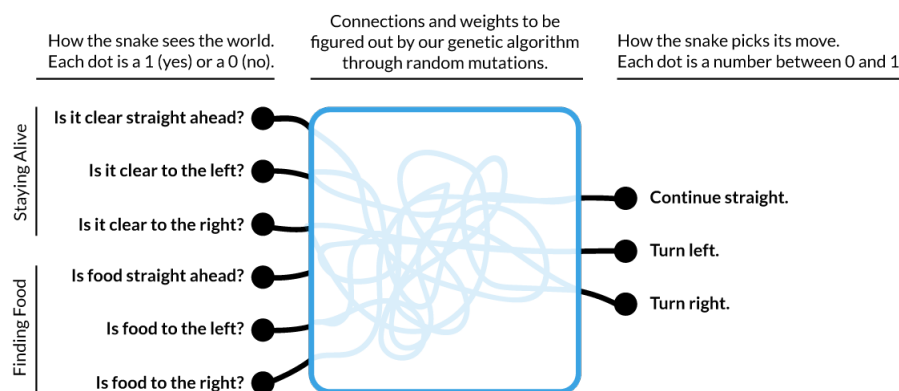 How the snake sees the world.
Each dot is a 1 (yes) or a 0 (no).
Connections and weights to be
figured out by our genetic algorithm
through random mutations.
How the snake picks its move.
Each dot is a number between 0 and 1
Staying Alive
Is it clear straight ahead?
Is it clear to the left?
Is it clear to the right?
Finding Food
Is food straight ahead?
Is food to the left?
Is food to the right?
Continue straight.
Turn left.
Turn right.